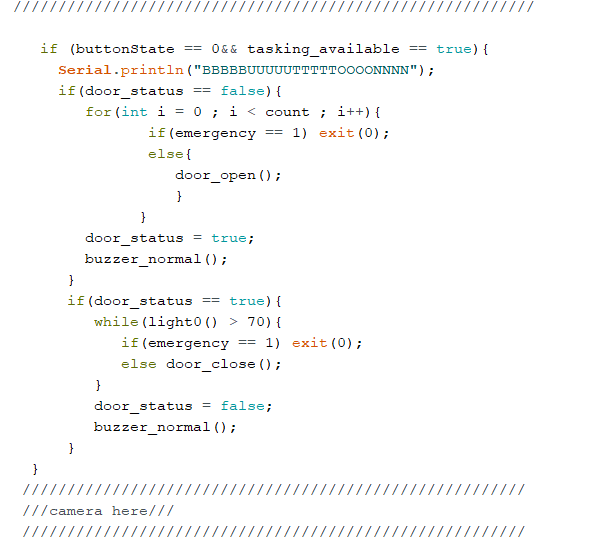 //////////////////////////////////////////////////////////
if (buttonState == 0&& tasking_available == true){
Serial.println("BBBBBUUUUUTTTTTOOOONNNN");
if(door_status == false){
for(int i = 0 ; i < count ; i++){
if(emergency == 1) exit(0);
else{
door_open();
}
}
door_status = true;
buzzer_normal();
}
if(door_status == true){
while(light0() > 70){
if(emergency == 1) exit(0);
else door_close();
}
door_status = false;
buzzer_normal();
}
}
////////////////////////////////////////////////////////
///camera here///
////////////////////////////////////////////////////////